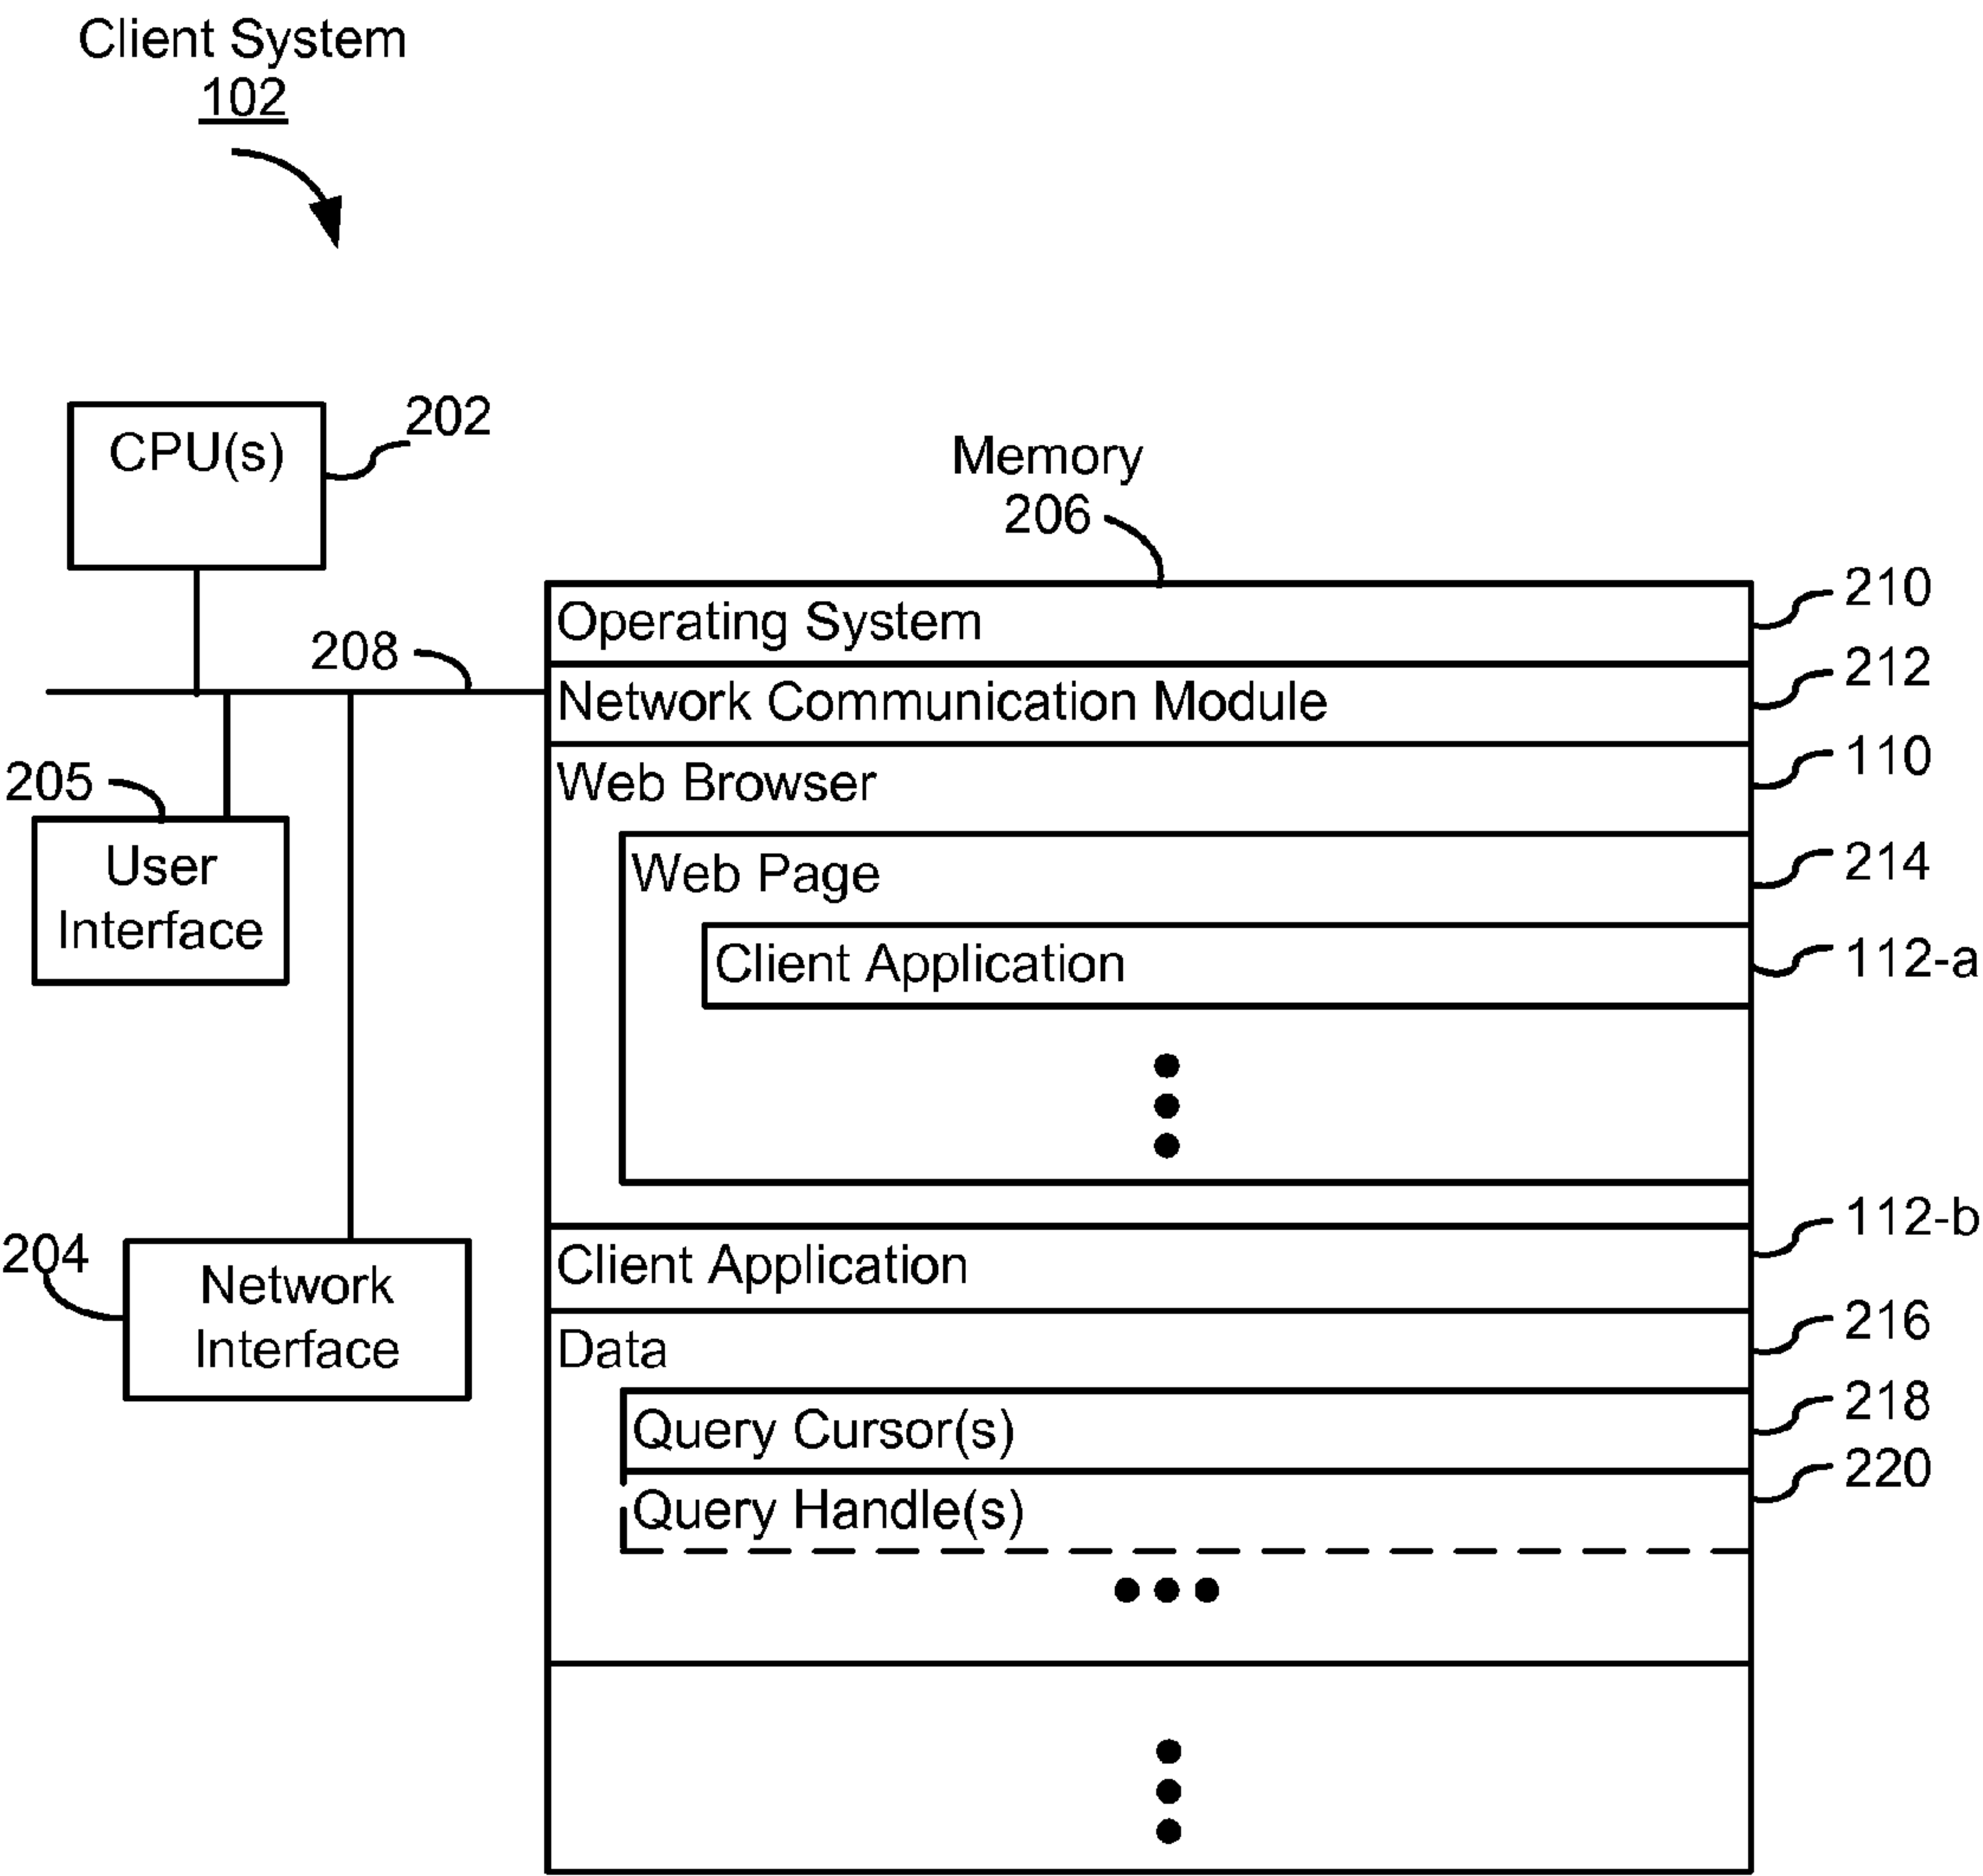 Client System
102
CPU(s)
202
Memory
206
208
205
User
Interface
204
Network
Interface
Operating System
210
Network Communication Module
212
Web Browser
110
Web Page
214
Client Application
112-a
Client Application
112-b
Data
216
Query Cursor(s)
218
Query Handle(s)
220